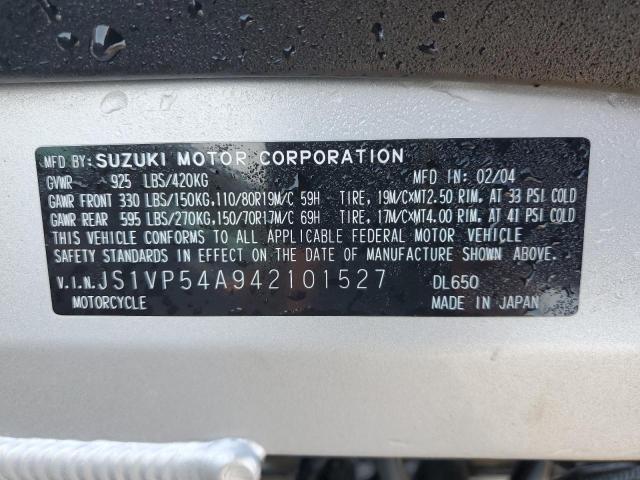 MFD BY: SUZUKI MOTOR CORPORATION
GVWR 925 LBS/420KG MFD IN: 02/04
GAWR FRONT 330 LBS/150KG,110/80R19M/C 59H TIRE, 19M/C×MT2.50 RIM, AT 33 PSI COLD
GAWR REAR 595 LBS/270KG,150/70R17M/C 69H TIRE, 17M/C×MT4.00 RIM, AT 41 PSI COLD
THIS VEHICLE CONFORMS TO ALL APPLICABLE FEDERAL MOTOR VEHICLE
SAFETY STANDARDS IN EFFECT ON THE DATE OF MANUFACTURE SHOWN ABOVE.
V.I.N. JS1VP54A942101527 DL650
MOTORCYCLE MADE IN JAPAN